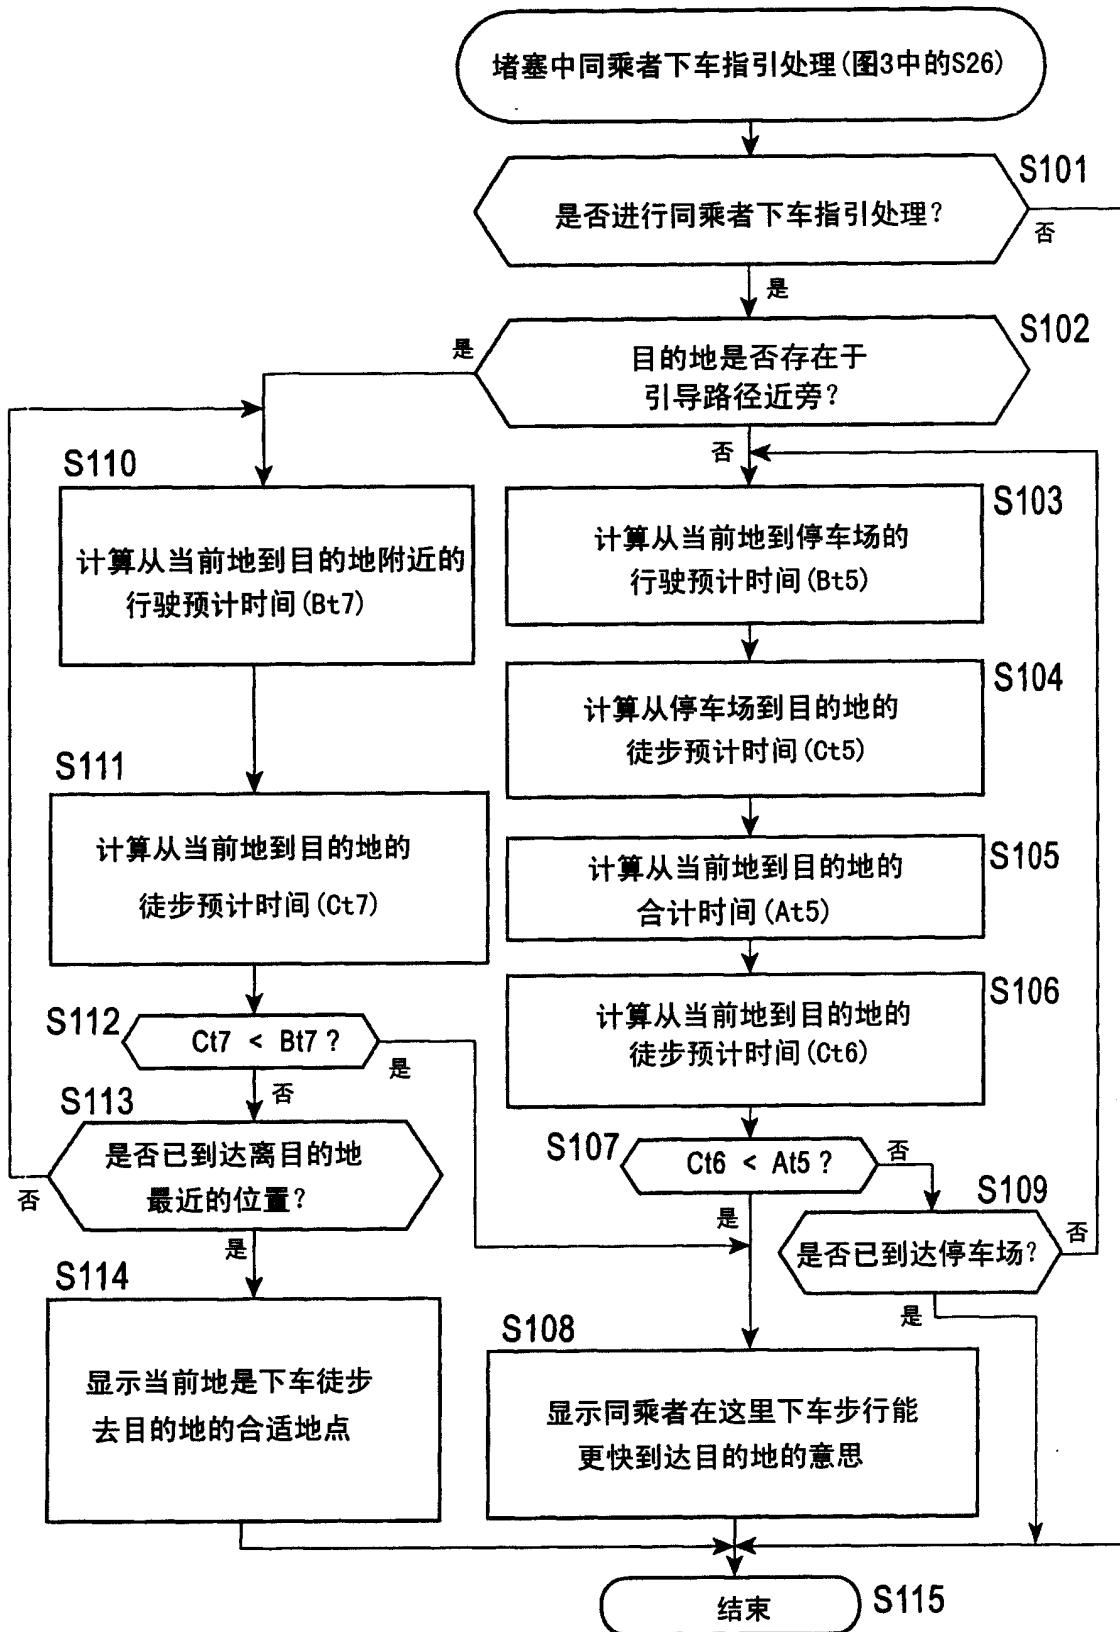 堵塞中同乘者下车指引处理(图3中的S26)
S101
是否进行同乘者下车指引处理?
否
是
S102
目的地是否存在于
引导路径近旁?
是
否
S110
计算从当前地到目的地附近的
行驶预计时间(Bt7)
S103
计算从当前地到停车场的
行驶预计时间(Bt5)
S104
计算从停车场到目的地的
徒步预计时间(Ct5)
S111
计算从当前地到目的地的
徒步预计时间(Ct7)
S105
计算从当前地到目的地的
合计时间(At5)
S106
计算从当前地到目的地的
徒步预计时间(Ct6)
S112
Ct7 < Bt7?
是
否
S113
是否已到达离目的地
最近的位置?
否
是
S107
Ct6 < At5?
否
是
S109
是否已到达停车场?
否
是
S114
显示当前地是下车徒步
去目的地的合适地点
S108
显示同乘者在这里下车步行能
更快到达目的地的意思
结束
S115